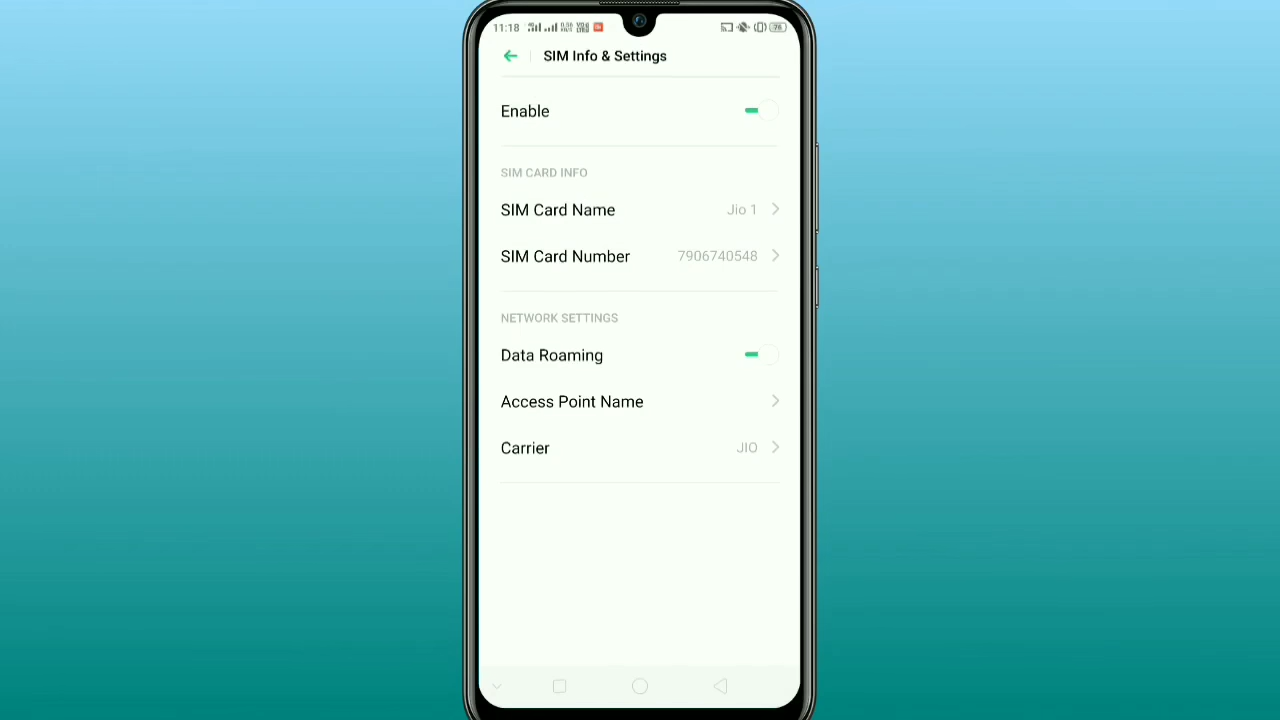 11:18
76
SIM Info & Settings
Enable
SIM CARD INFO
SIM Card Name Jio 1
SIM Card Number 7906740548
NETWORK SETTINGS
Data Roaming
Access Point Name
Carrier JIO